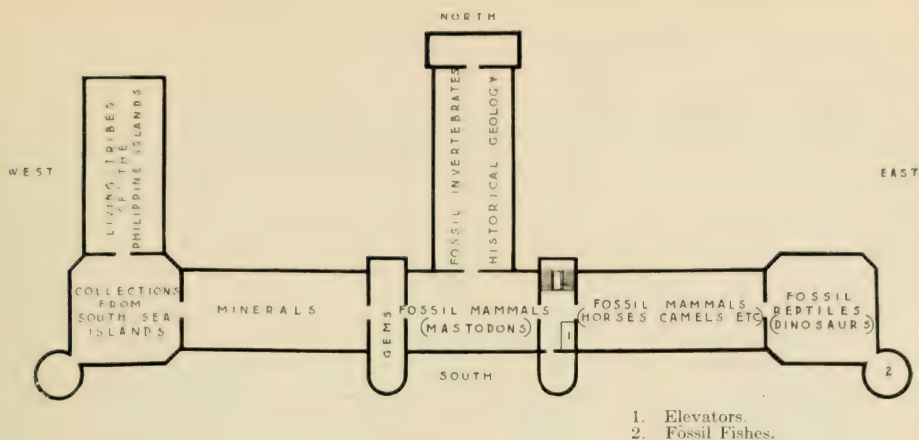 NORTH
WEST
EAST
LIVING TRIBES
OF THE
PHILIPPINE ISLANDS
FOSSIL INVERTEBRATES
HISTORICAL GEOLOGY
COLLECTIONS
FROM
SOUTH SEA
ISLANDS
MINERALS
GEMS
FOSSIL MAMMALS
(MASTODONS)
1
FOSSIL MAMMALS
(HORSES CAMELS ETC)
FOSSIL
REPTILES
(DINOSAURS)
2
SOUTH
1. Elevators.
2. Fossil Fishes.